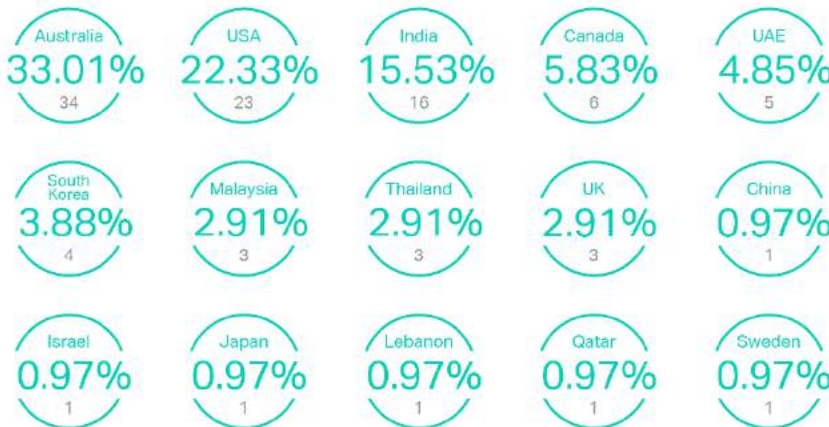 Australia
33.01%
34
USA
22.33%
23
India
15.53%
16
Canada
5.83%
6
UAE
4.85%
5
South
Korea
3.88%
4
Malaysia
2.91%
3
Thailand
2.91%
3
UK
2.91%
3
China
0.97%
1
Israel
0.97%
1
Japan
0.97%
1
Lebanon
0.97%
1
Qatar
0.97%
1
Sweden
0.97%
1